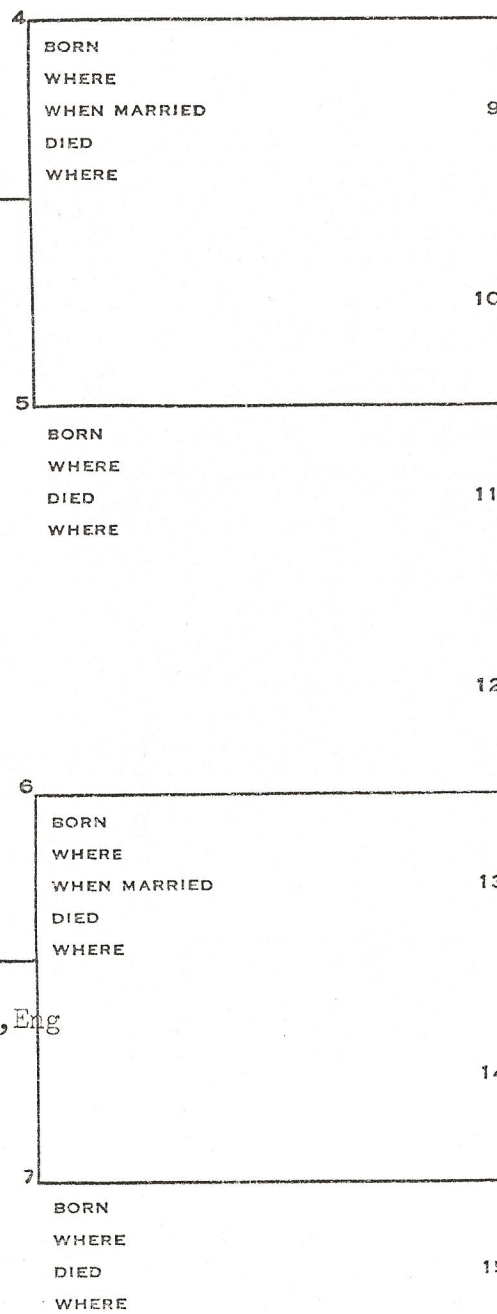 4
BORN
WHERE
WHEN MARRIED
9
DIED
WHERE
10
5
BORN
WHERE
DIED
11
WHERE
12
6
BORN
WHERE
WHEN MARRIED
13
DIED
WHERE
,Eng
14
7
BORN
WHERE
DIED
15
WHERE